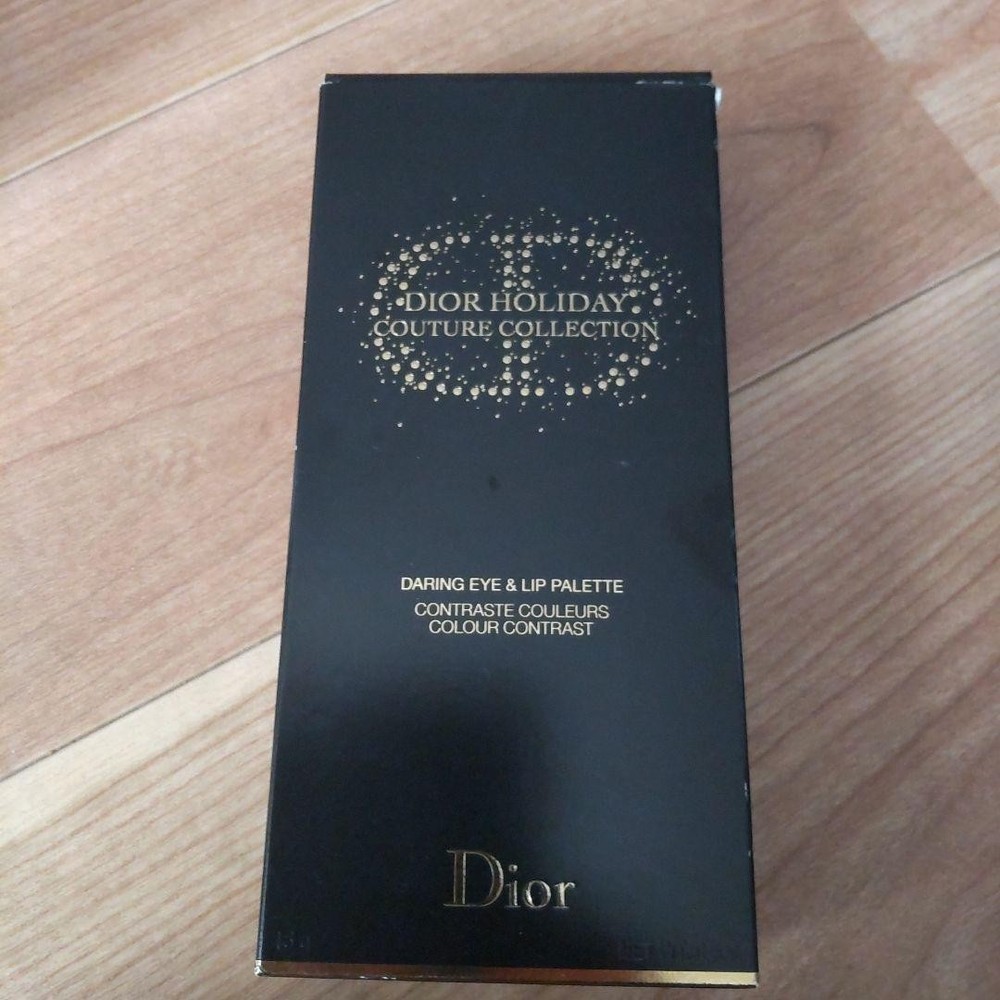 DIOR HOLIDAY
COUTURE COLLECTION
DARING EYE & LIP PALETTE
CONTRASTE COULEURS
COLOUR CONTRAST
Dior